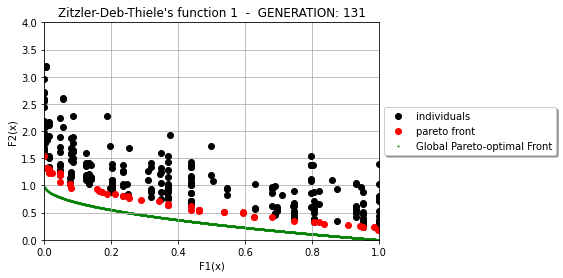 Zitzler-Deb-Thiele's function 1 - GENERATION: 131
4.0
3.5
3.0
2.5
2.0
1.5
1.0
0.5
0.0
F2(x)
0.0 0.2 0.4 0.6 0.8 1.0
F1(x)
individuals
pareto front
Global Pareto-optimal Front